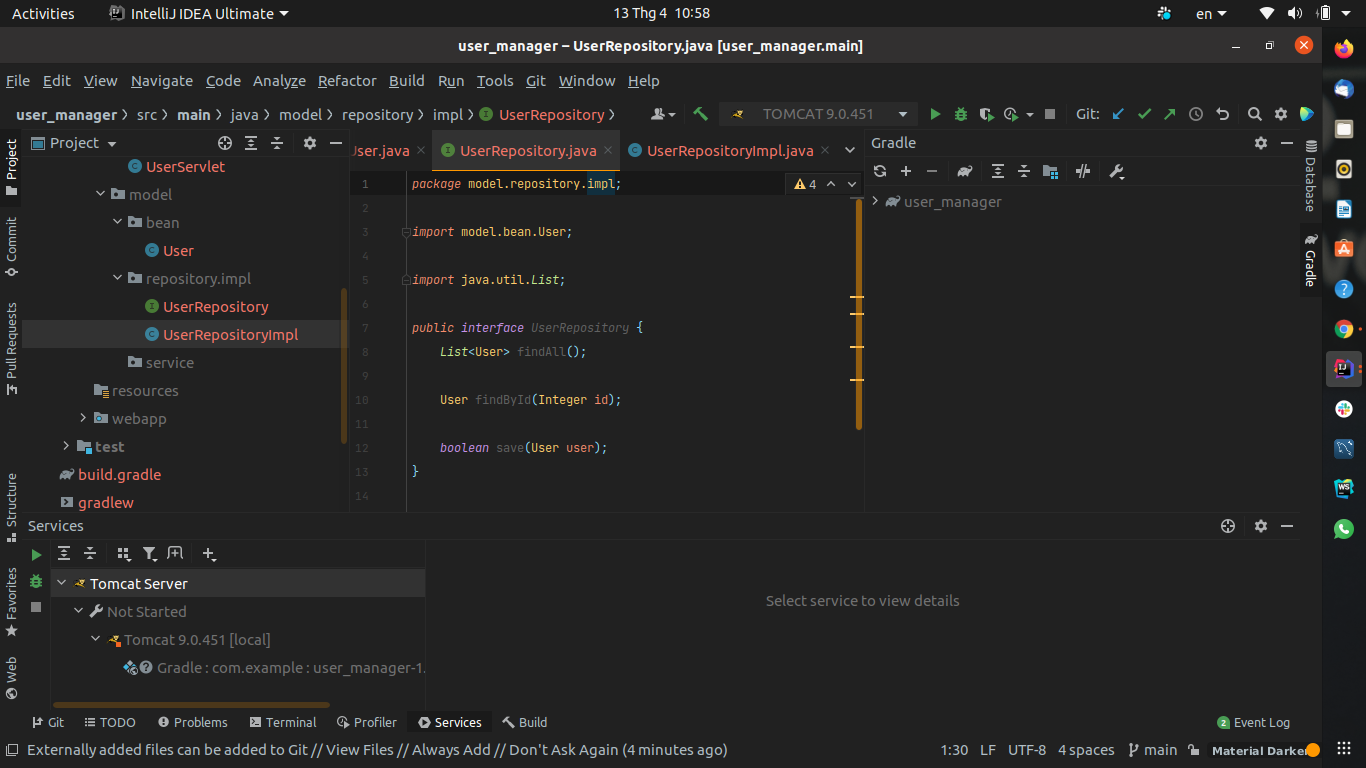 Activities
IntelliJ IDEA Ultimate
13 Thg 4 10:58
en
user_manager – UserRepository.java [user_manager.main]
File Edit View Navigate Code Analyze Refactor Build Run Tools Git Window Help
user_manager src main java model repository impl UserRepository
TOMCAT 9.0.451
Git:
Project
Commit
Pull Requests
Structure
Favorites
Web
Project
UserServlet
model
bean
User
repository.impl
UserRepository
UserRepositoryImpl
service
resources
webapp
test
build.gradle
gradlew
Jser.java UserRepository.java UserRepositoryImpl.java
4
1 package model.repository.impl;
2
3 import model.bean.User;
4
5 import java.util.List;
6
7 public interface UserRepository {
8 List<User> findAll();
9
10 User findById(Integer id);
11
12 boolean save(User user);
13 }
14
Gradle
user_manager
Database
Gradle
Services
Tomcat Server
Not Started
Tomcat 9.0.451 [local]
Gradle : com.example : user_manager-1.
Select service to view details
Git TODO Problems Terminal Profiler Services Build
2 Event Log
Externally added files can be added to Git // View Files // Always Add // Don't Ask Again (4 minutes ago)
1:30 LF UTF-8 4 spaces main Material Darker